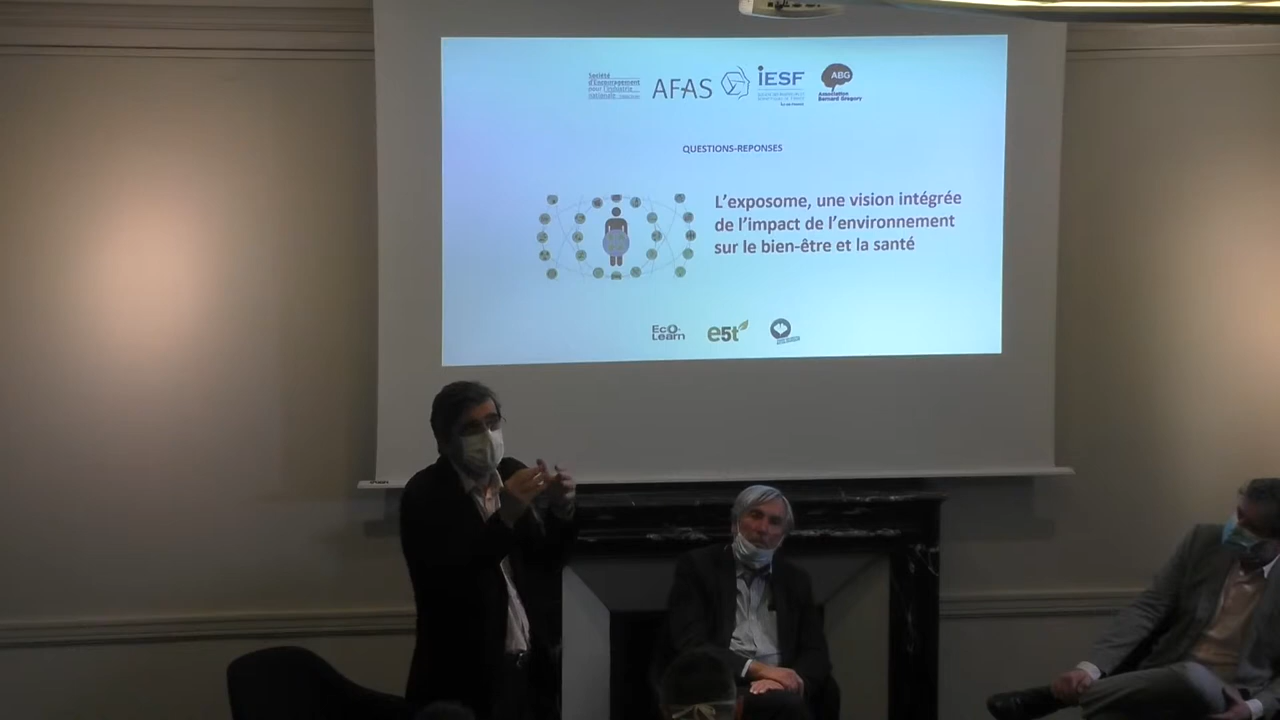 Société
d'Encouragement
pour l'Industrie
nationale
AFAS
IESF
ABG
Association
Bernard Gregory
QUESTIONS-REPONSES
L'exposome, une vision intégrée
de l'impact de l'environnement
sur le bien-être et la santé
EcO-
Learn
e5t